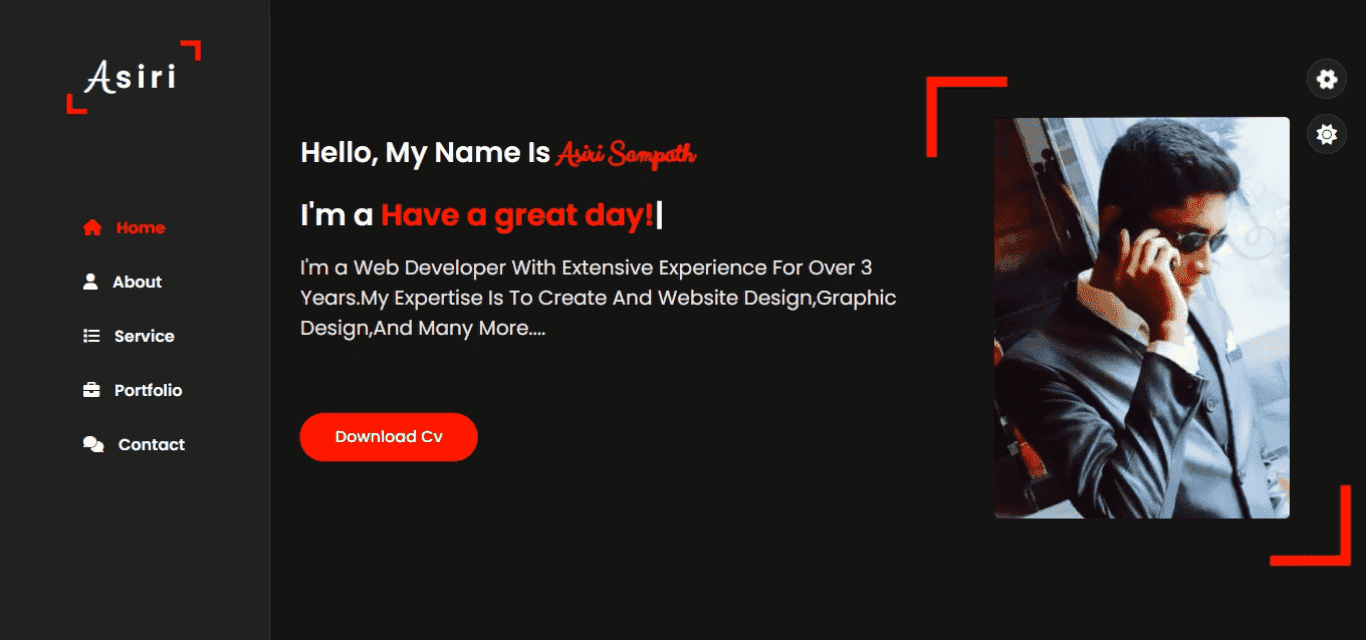 Asiri
Home
About
Service
Portfolio
Contact
Hello, My Name Is Asiri Sampath
I'm a Have a great day!|
I'm a Web Developer With Extensive Experience For Over 3
Years.My Expertise Is To Create And Website Design,Graphic
Design,And Many More....
Download Cv